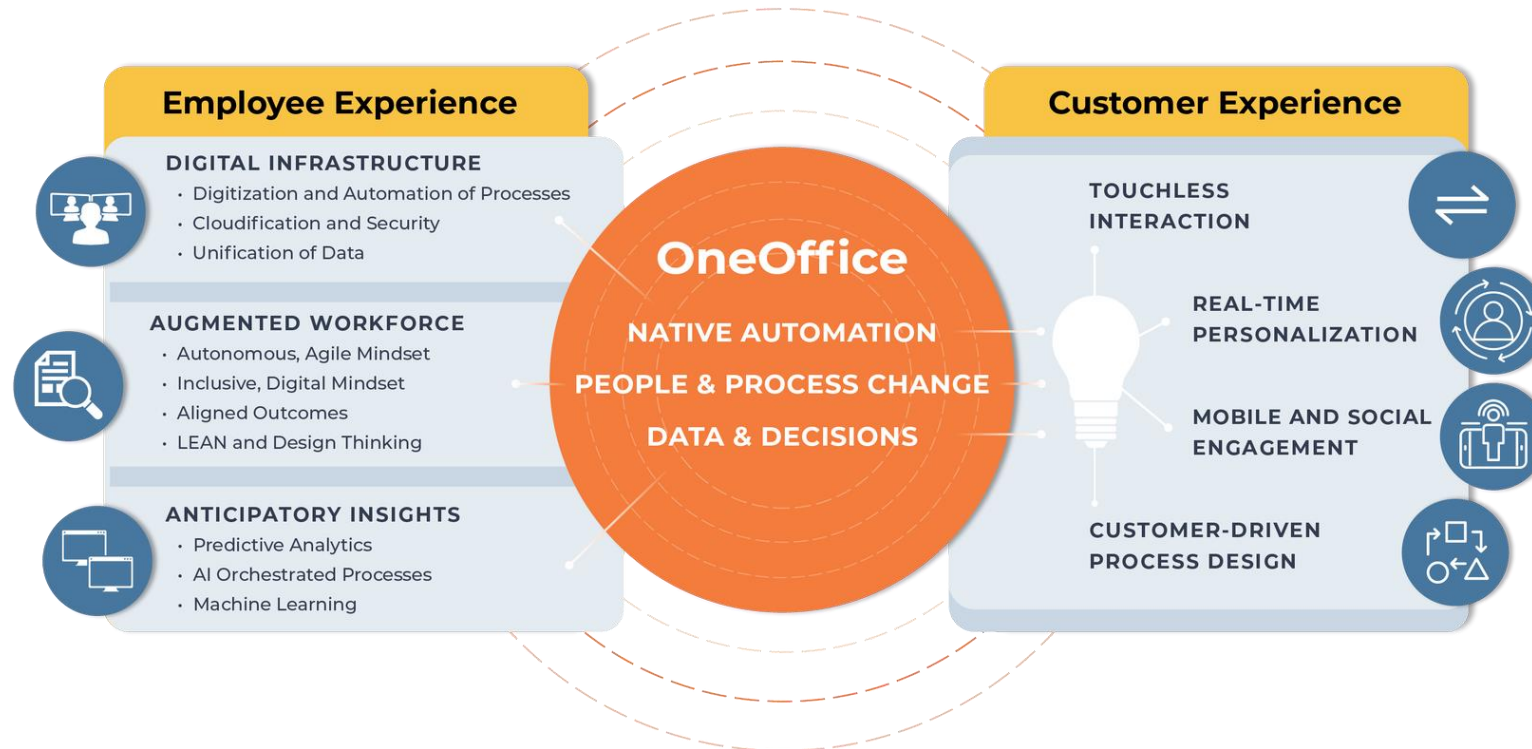 Employee Experience
DIGITAL INFRASTRUCTURE
• Digitization and Automation of Processes
• Cloudification and Security
• Unification of Data
AUGMENTED WORKFORCE
• Autonomous, Agile Mindset
• Inclusive, Digital Mindset
• Aligned Outcomes
• LEAN and Design Thinking
ANTICIPATORY INSIGHTS
• Predictive Analytics
• AI Orchestrated Processes
• Machine Learning
OneOffice
NATIVE AUTOMATION
PEOPLE & PROCESS CHANGE
DATA & DECISIONS
Customer Experience
TOUCHLESS
INTERACTION
REAL-TIME
PERSONALIZATION
MOBILE AND SOCIAL
ENGAGEMENT
CUSTOMER-DRIVEN
PROCESS DESIGN